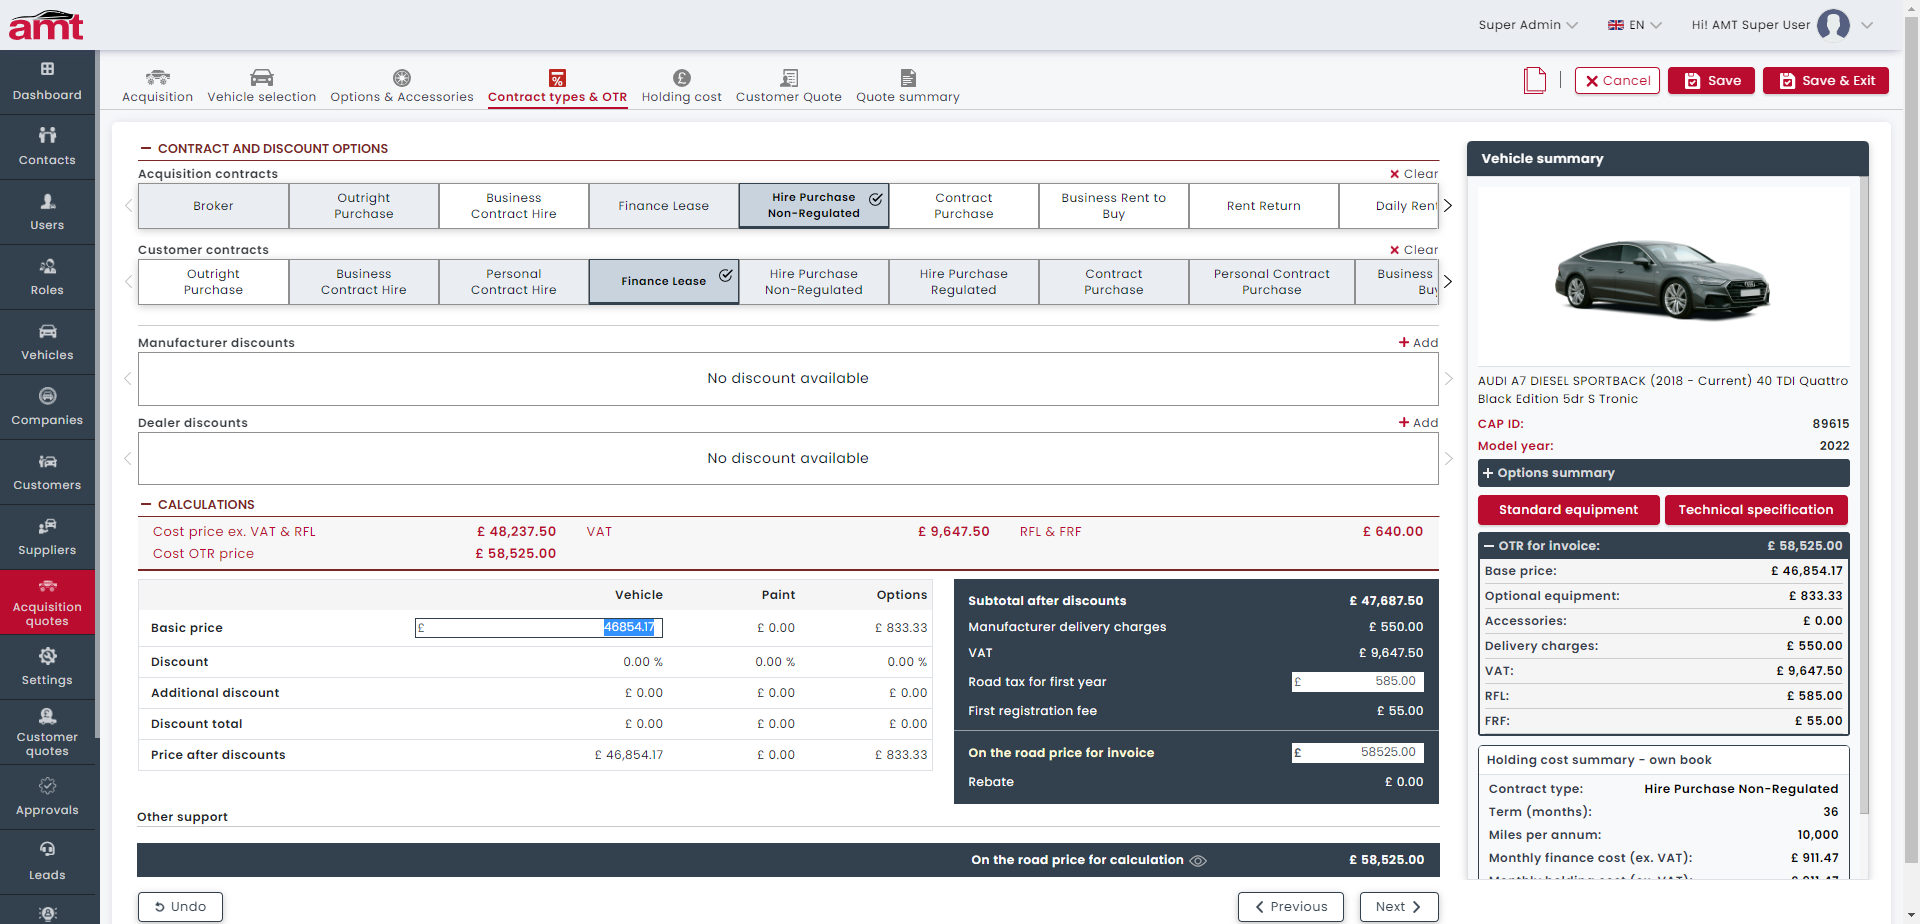 amt
Super Admin
EN
Hi! AMT Super User
Dashboard
Contacts
Users
Roles
Vehicles
Companies
Customers
Suppliers
Acquisition
quotes
Settings
Customer
quotes
Approvals
Leads
Acquisition
Vehicle selection
Options & Accessories
Contract types & OTR
Holding cost
Customer Quote
Quote summary
Cancel
Save
Save & Exit
CONTRACT AND DISCOUNT OPTIONS
Acquisition contracts
Clear
Broker
Outright
Purchase
Business
Contract Hire
Finance Lease
Hire Purchase
Non-Regulated
Contract
Purchase
Business Rent to
Buy
Rent Return
Daily Rent
Customer contracts
Clear
Outright
Purchase
Business
Contract Hire
Personal
Contract Hire
Finance Lease
Hire Purchase
Non-Regulated
Hire Purchase
Regulated
Contract
Purchase
Personal Contract
Purchase
Business
Buy
Manufacturer discounts
+ Add
No discount available
Dealer discounts
+ Add
No discount available
CALCULATIONS
Cost price ex. VAT & RFL £ 48,237.50 VAT £ 9,647.50 RFL & FRF £ 640.00
Cost OTR price £ 58,525.00
Vehicle Paint Options
Basic price £ 46854.17 £ 0.00 £ 833.33
Discount 0.00 % 0.00 % 0.00 %
Additional discount £ 0.00 £ 0.00 £ 0.00
Discount total £ 0.00 £ 0.00 £ 0.00
Price after discounts £ 46,854.17 £ 0.00 £ 833.33
Subtotal after discounts £ 47,687.50
Manufacturer delivery charges £ 550.00
VAT £ 9,647.50
Road tax for first year £ 585.00
First registration fee £ 55.00
On the road price for invoice £ 58525.00
Rebate £ 0.00
Other support
On the road price for calculation £ 58,525.00
Undo
Previous
Next
Vehicle summary
AUDI A7 DIESEL SPORTBACK (2018 - Current) 40 TDI Quattro
Black Edition 5dr S Tronic
CAP ID: 89615
Model year: 2022
+ Options summary
Standard equipment
Technical specification
OTR for invoice: £ 58,525.00
Base price: £ 46,854.17
Optional equipment: £ 833.33
Accessories: £ 0.00
Delivery charges: £ 550.00
VAT: £ 9,647.50
RFL: £ 585.00
FRF: £ 55.00
Holding cost summary - own book
Contract type: Hire Purchase Non-Regulated
Term (months): 36
Miles per annum: 10,000
Monthly finance cost (ex. VAT): £ 911.47